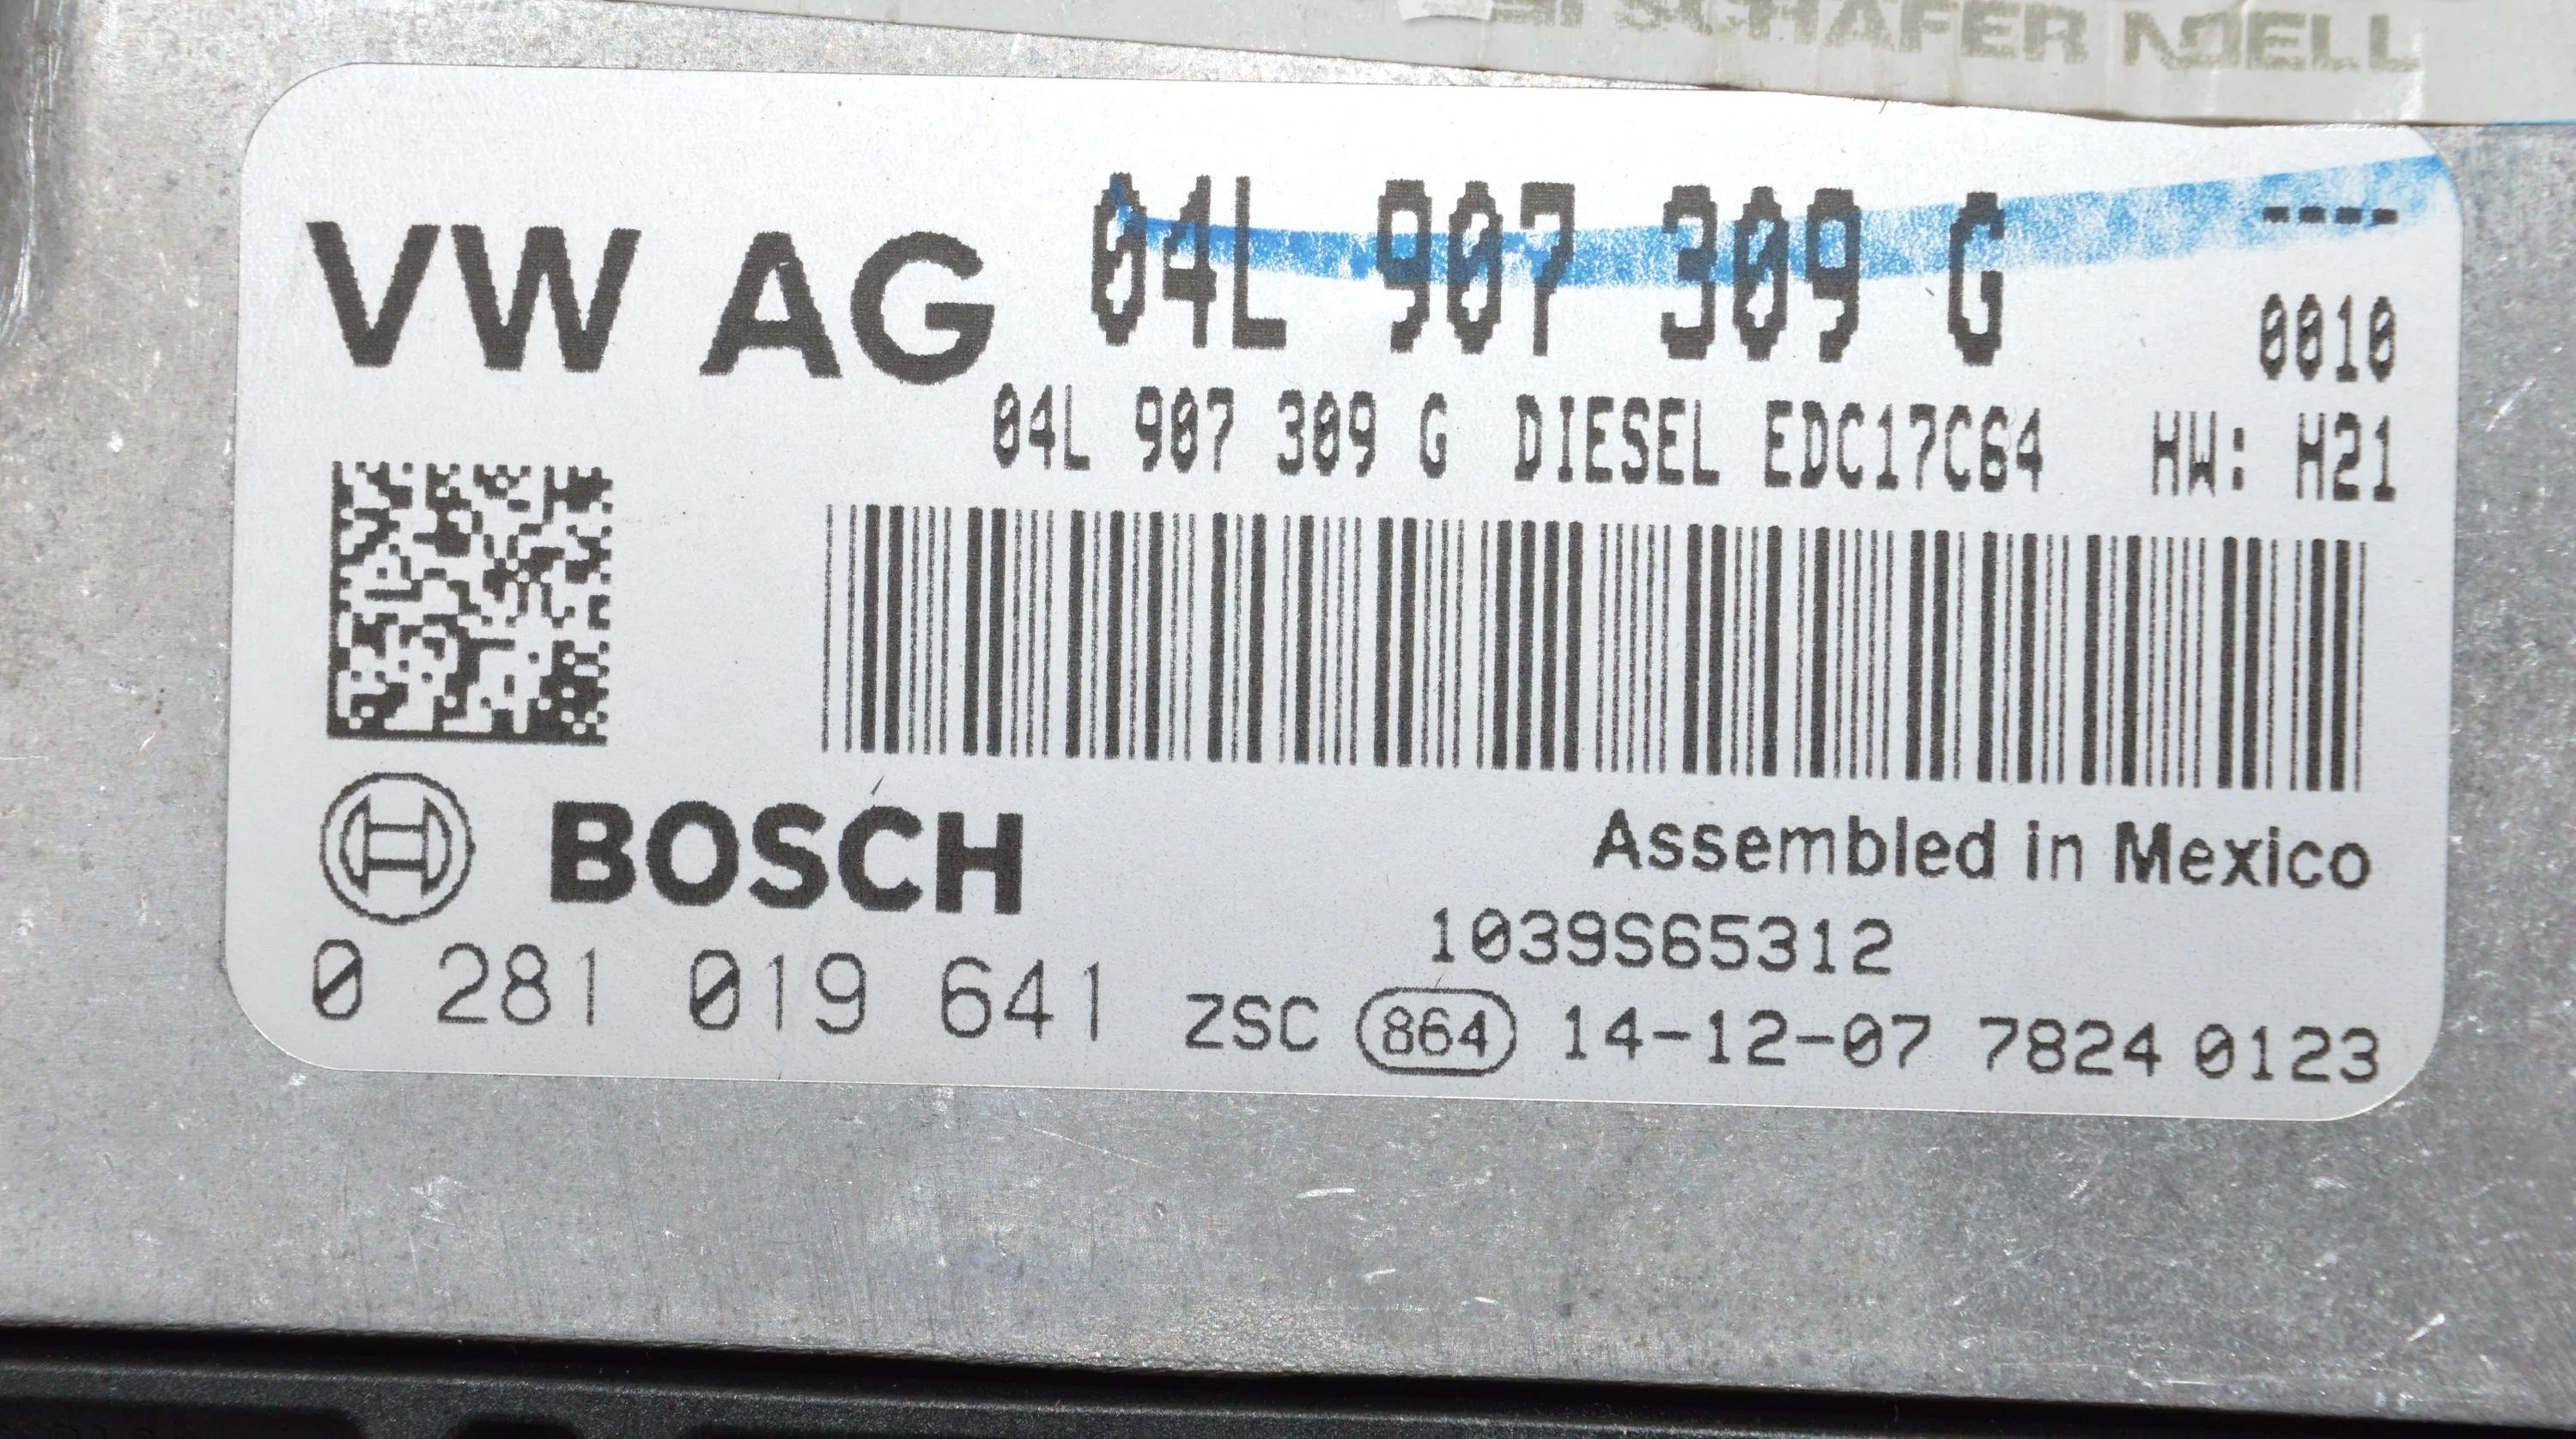 SCHÄFER NOELL
VW AG 04L 907 309 G ----
0010
04L 907 309 G DIESEL EDC17C64 HW: H21
BOSCH
Assembled in Mexico
1039S65312
0 281 019 641 ZSC 864 14-12-07 7824 0123